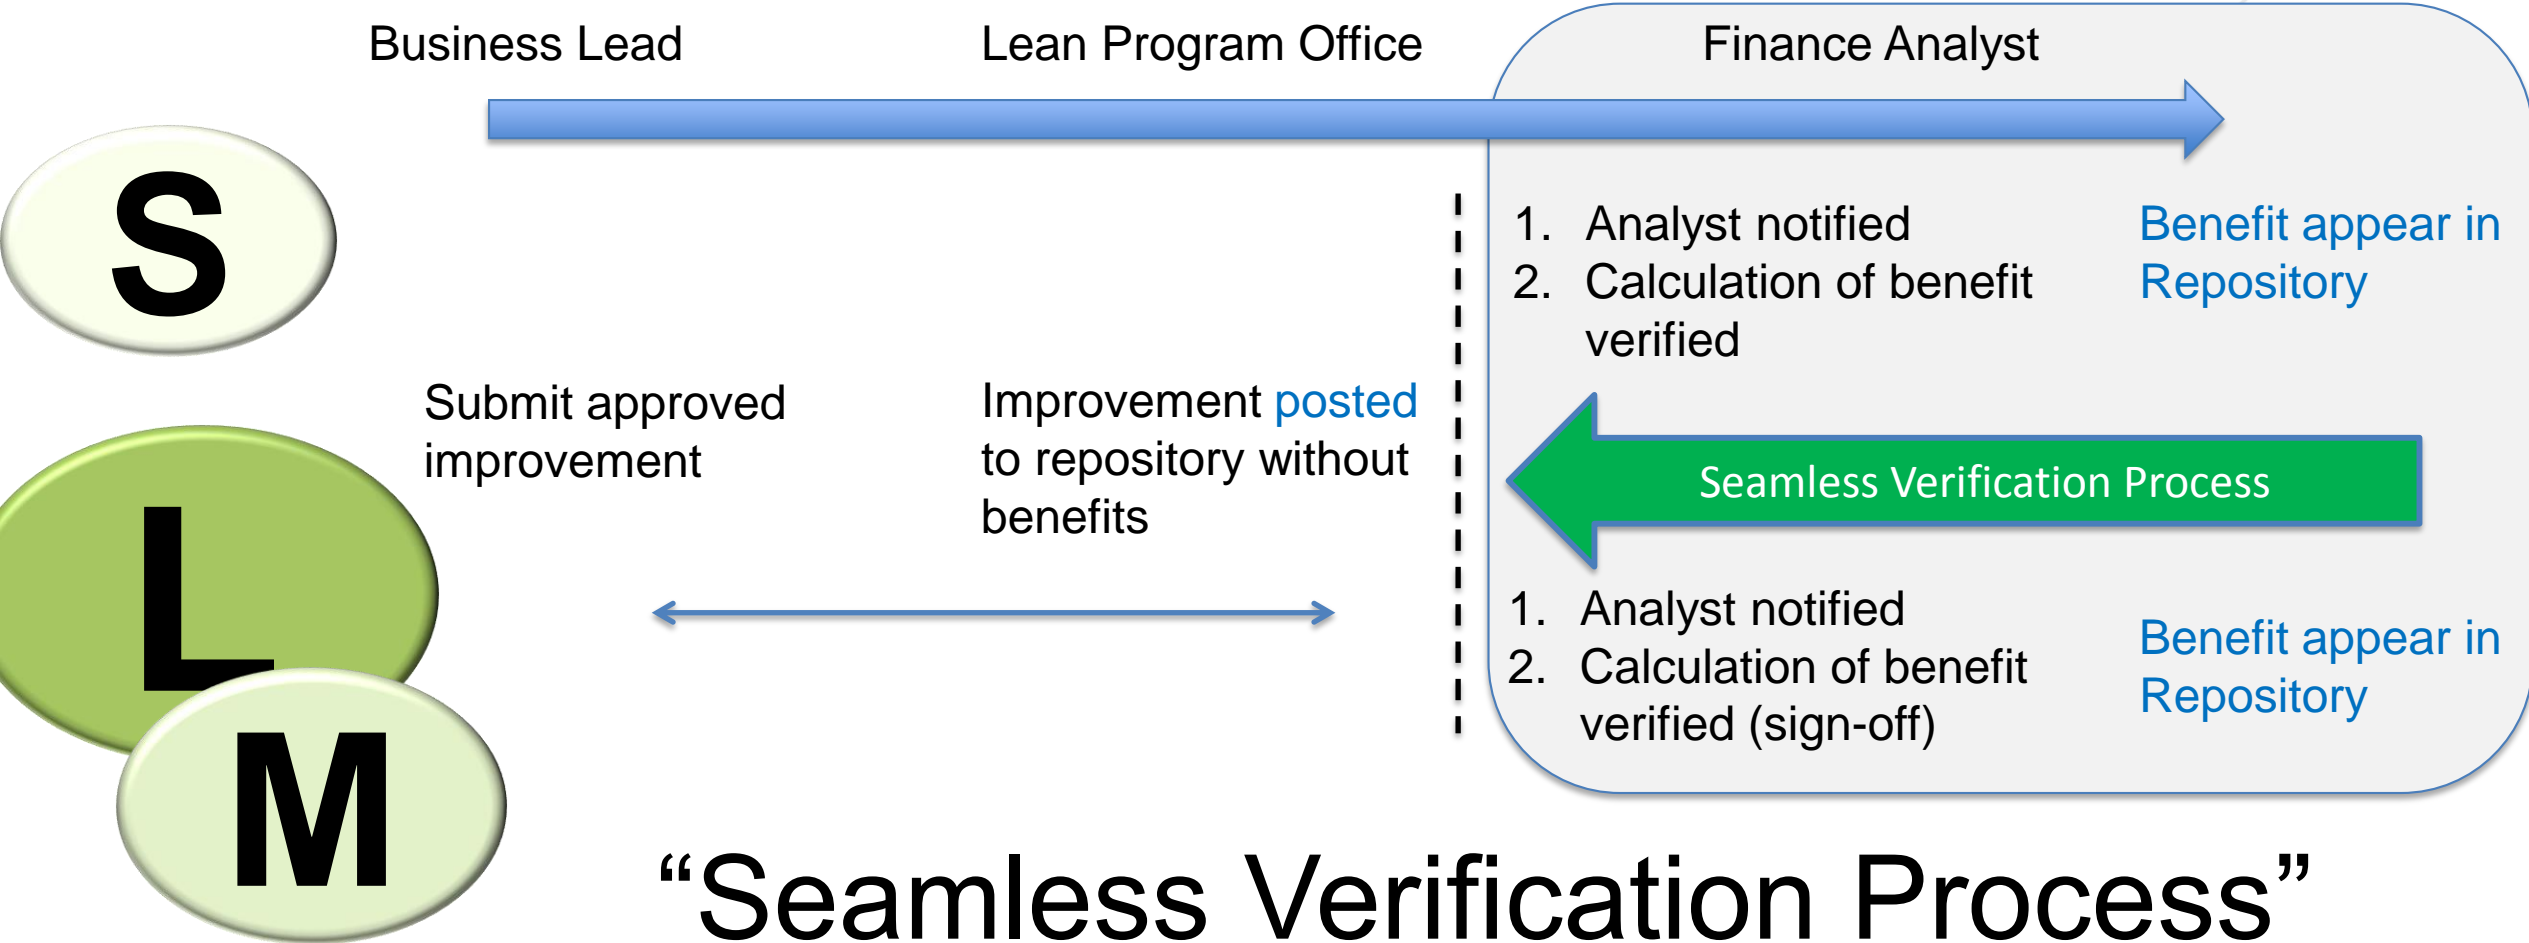 Business Lead
Lean Program Office
Finance Analyst
S
1. Analyst notified
2. Calculation of benefit
verified
Benefit appear in
Repository
Submit approved
improvement
Improvement posted
to repository without
benefits
Seamless Verification Process
L
1. Analyst notified
2. Calculation of benefit
verified (sign-off)
Benefit appear in
Repository
M
“Seamless Verification Process”